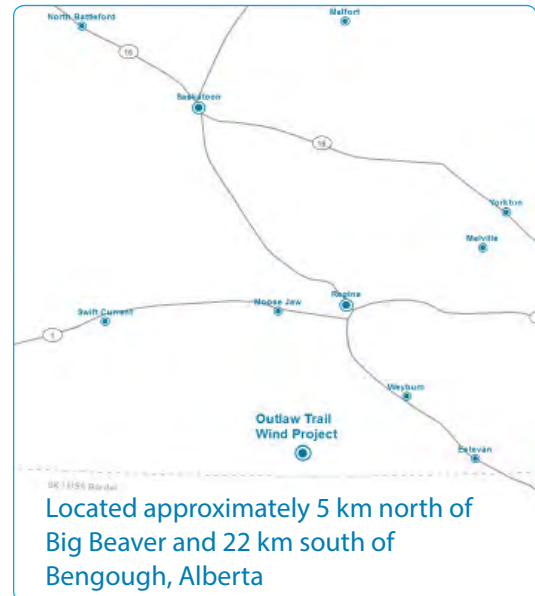 North Battleford
Melfort
16
Saskatoon
16
Yorkton
Melville
Regina
Moose Jaw
Swift Current
1
Weyburn
Outlaw Trail
Wind Project
Estevan
SK | USA Border
Located approximately 5 km north of
Big Beaver and 22 km south of
Bengough, Alberta